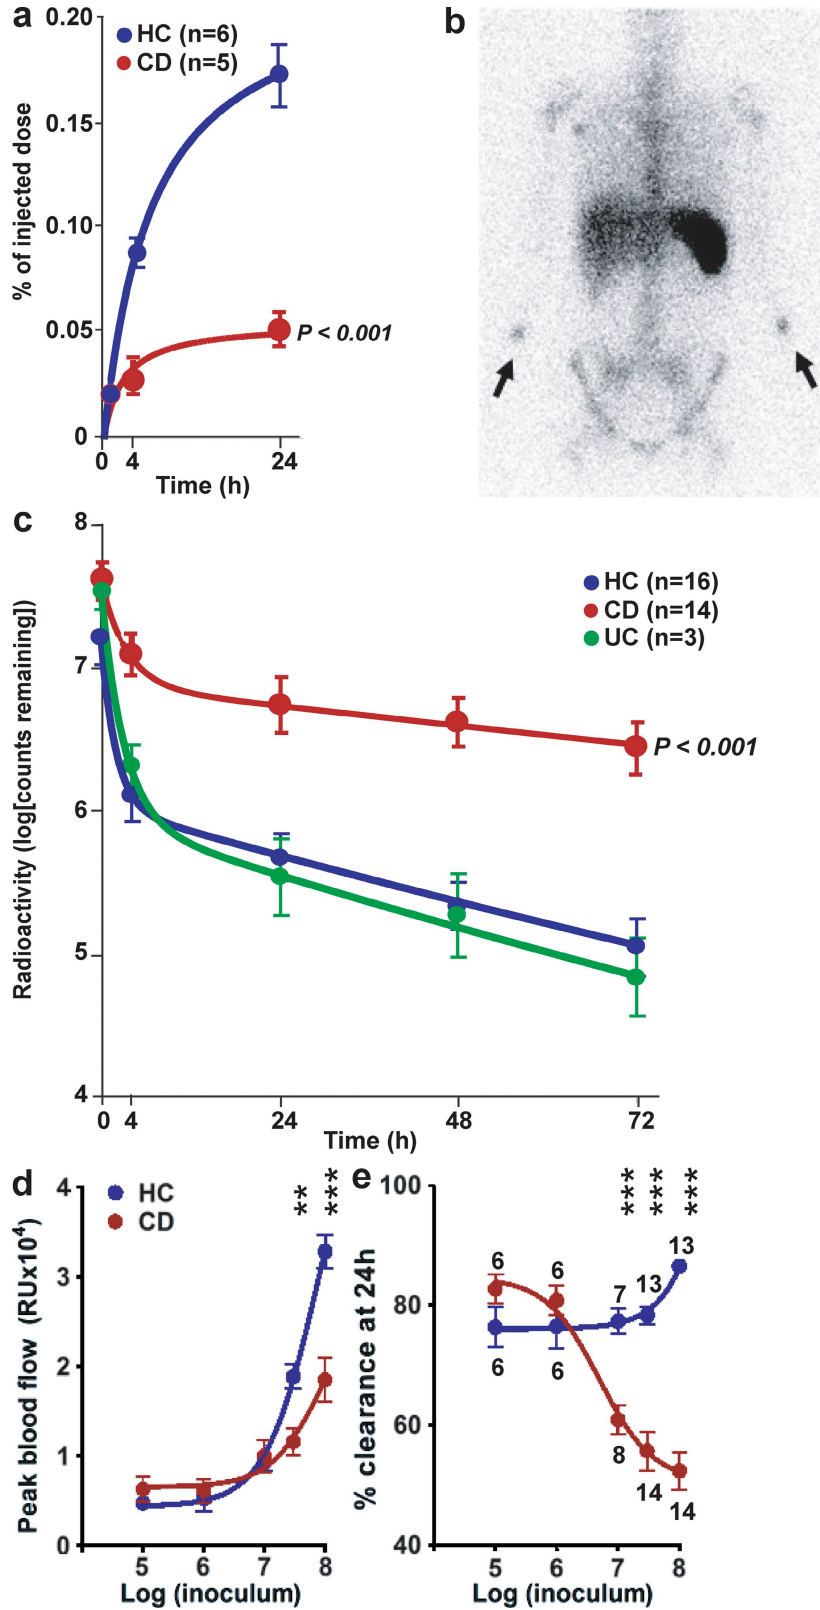 a
0.20
0.15
0.10
0.05
0
% of injected dose
HC (n=6)
CD (n=5)
P < 0.001
0 4 24
Time (h)
b
c
8
7
6
5
4
Radioactivity (log[counts remaining])
HC (n=16)
CD (n=14)
UC (n=3)
P < 0.001
0 4 24 48 72
Time (h)
d
4
3
2
1
0
Peak blood flow (RUx10⁴)
HC
CD
**
***
5 6 7 8
Log (inoculum)
e
100
80
60
40
% clearance at 24h
*** *** ***
6 6 7 13 13
6 6 8 14 14
5 6 7 8
Log (inoculum)